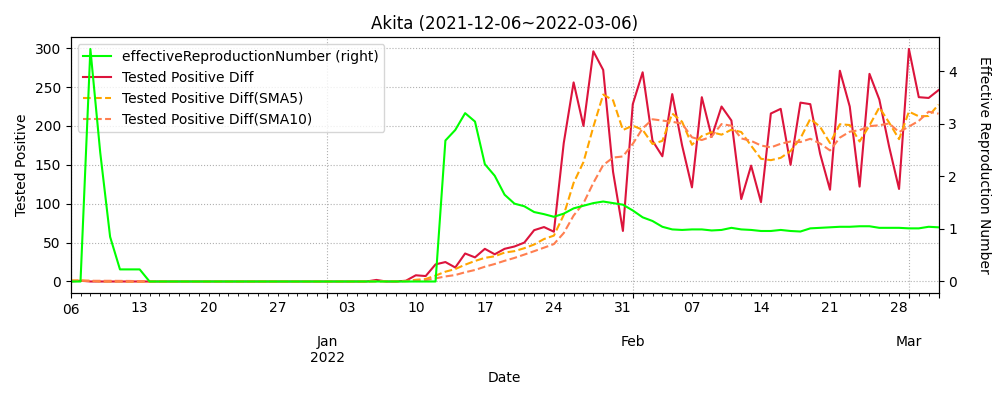 Akita (2021-12-06~2022-03-06)
effectiveReproductionNumber (right)
Tested Positive Diff
Tested Positive Diff(SMA5)
Tested Positive Diff(SMA10)
Tested Positive
300
250
200
150
100
50
0
4
3
2
1
0
Effective Reproduction Number
06 13 20 27 03 10 17 24 31 07 14 21 28
Jan Feb Mar
2022
Date